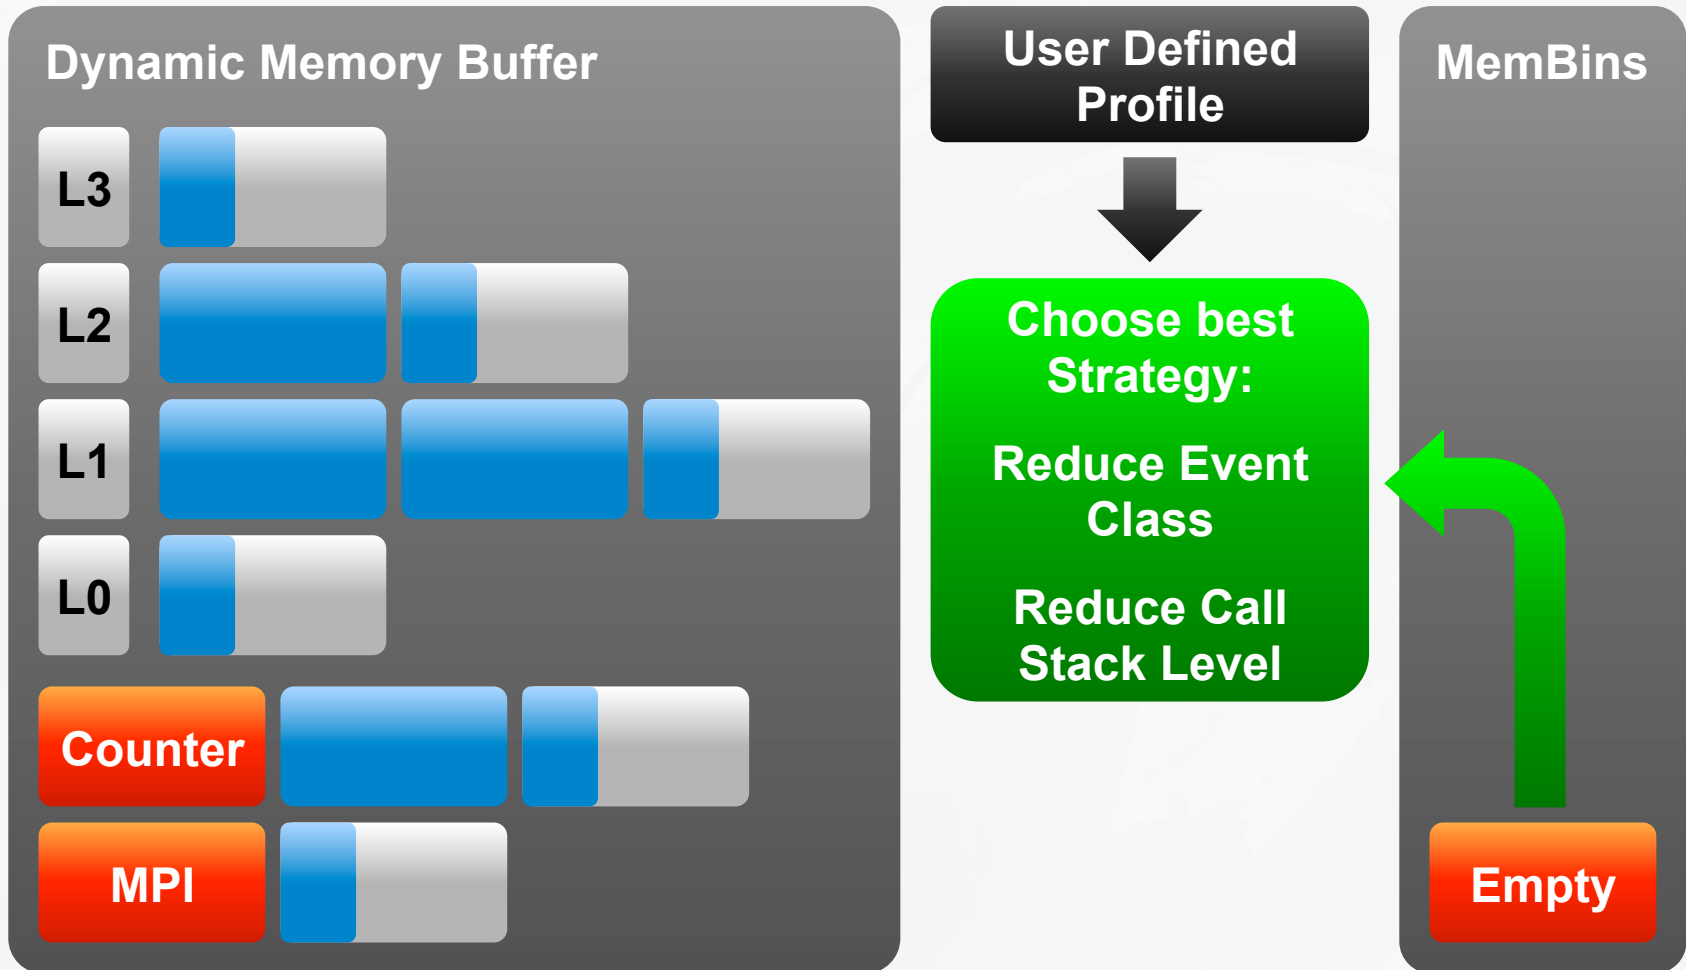 Dynamic Memory Buffer
L3
L2
L1
L0
Counter
MPI
User Defined
Profile
Choose best
Strategy:
Reduce Event
Class
Reduce Call
Stack Level
MemBins
Empty